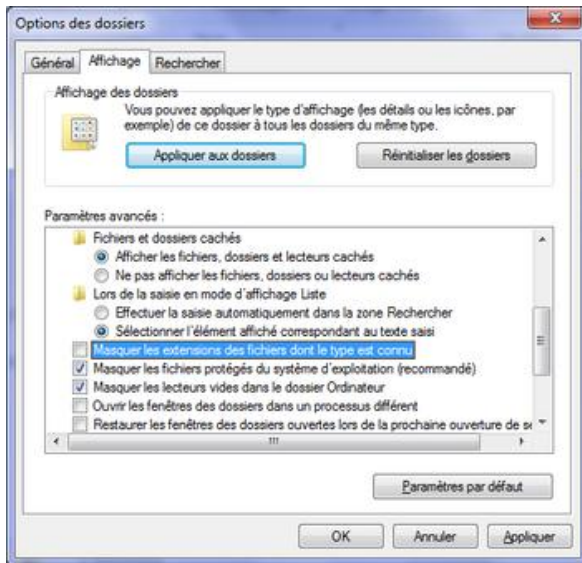 Options des dossiers
Général Affichage Rechercher
Affichage des dossiers
Vous pouvez appliquer le type d'affichage (les détails ou les icônes, par
exemple) de ce dossier à tous les dossiers du même type.
Appliquer aux dossiers Réinitialiser les dossiers
Paramètres avancés :
Fichiers et dossiers cachés
Afficher les fichiers, dossiers et lecteurs cachés
Ne pas afficher les fichiers, dossiers ou lecteurs cachés
Lors de la saisie en mode d'affichage Liste
Effectuer la saisie automatiquement dans la zone Rechercher
Sélectionner l'élément affiché correspondant au texte saisi
Masquer les extensions des fichiers dont le type est connu
Masquer les fichiers protégés du système d'exploitation (recommandé)
Masquer les lecteurs vides dans le dossier Ordinateur
Ouvrir les fenêtres des dossiers dans un processus différent
Restaurer les fenêtres des dossiers ouvertes lors de la prochaine ouverture de
Paramètres par défaut
OK Annuler Appliquer